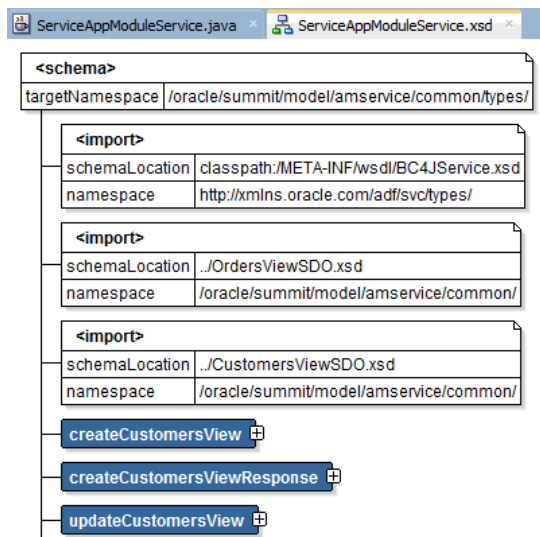 ServiceAppModuleService.java × ServiceAppModuleService.xsd ×
<schema>
targetNamespace /oracle/summit/model/amservice/common/types/
<import>
schemaLocation classpath:/META-INF/wsdl/BC4JService.xsd
namespace http://xmlns.oracle.com/adf/svc/types/
<import>
schemaLocation ../OrdersViewSDO.xsd
namespace /oracle/summit/model/amservice/common/
<import>
schemaLocation ../CustomersViewSDO.xsd
namespace /oracle/summit/model/amservice/common/
createCustomersView
createCustomersViewResponse
updateCustomersView